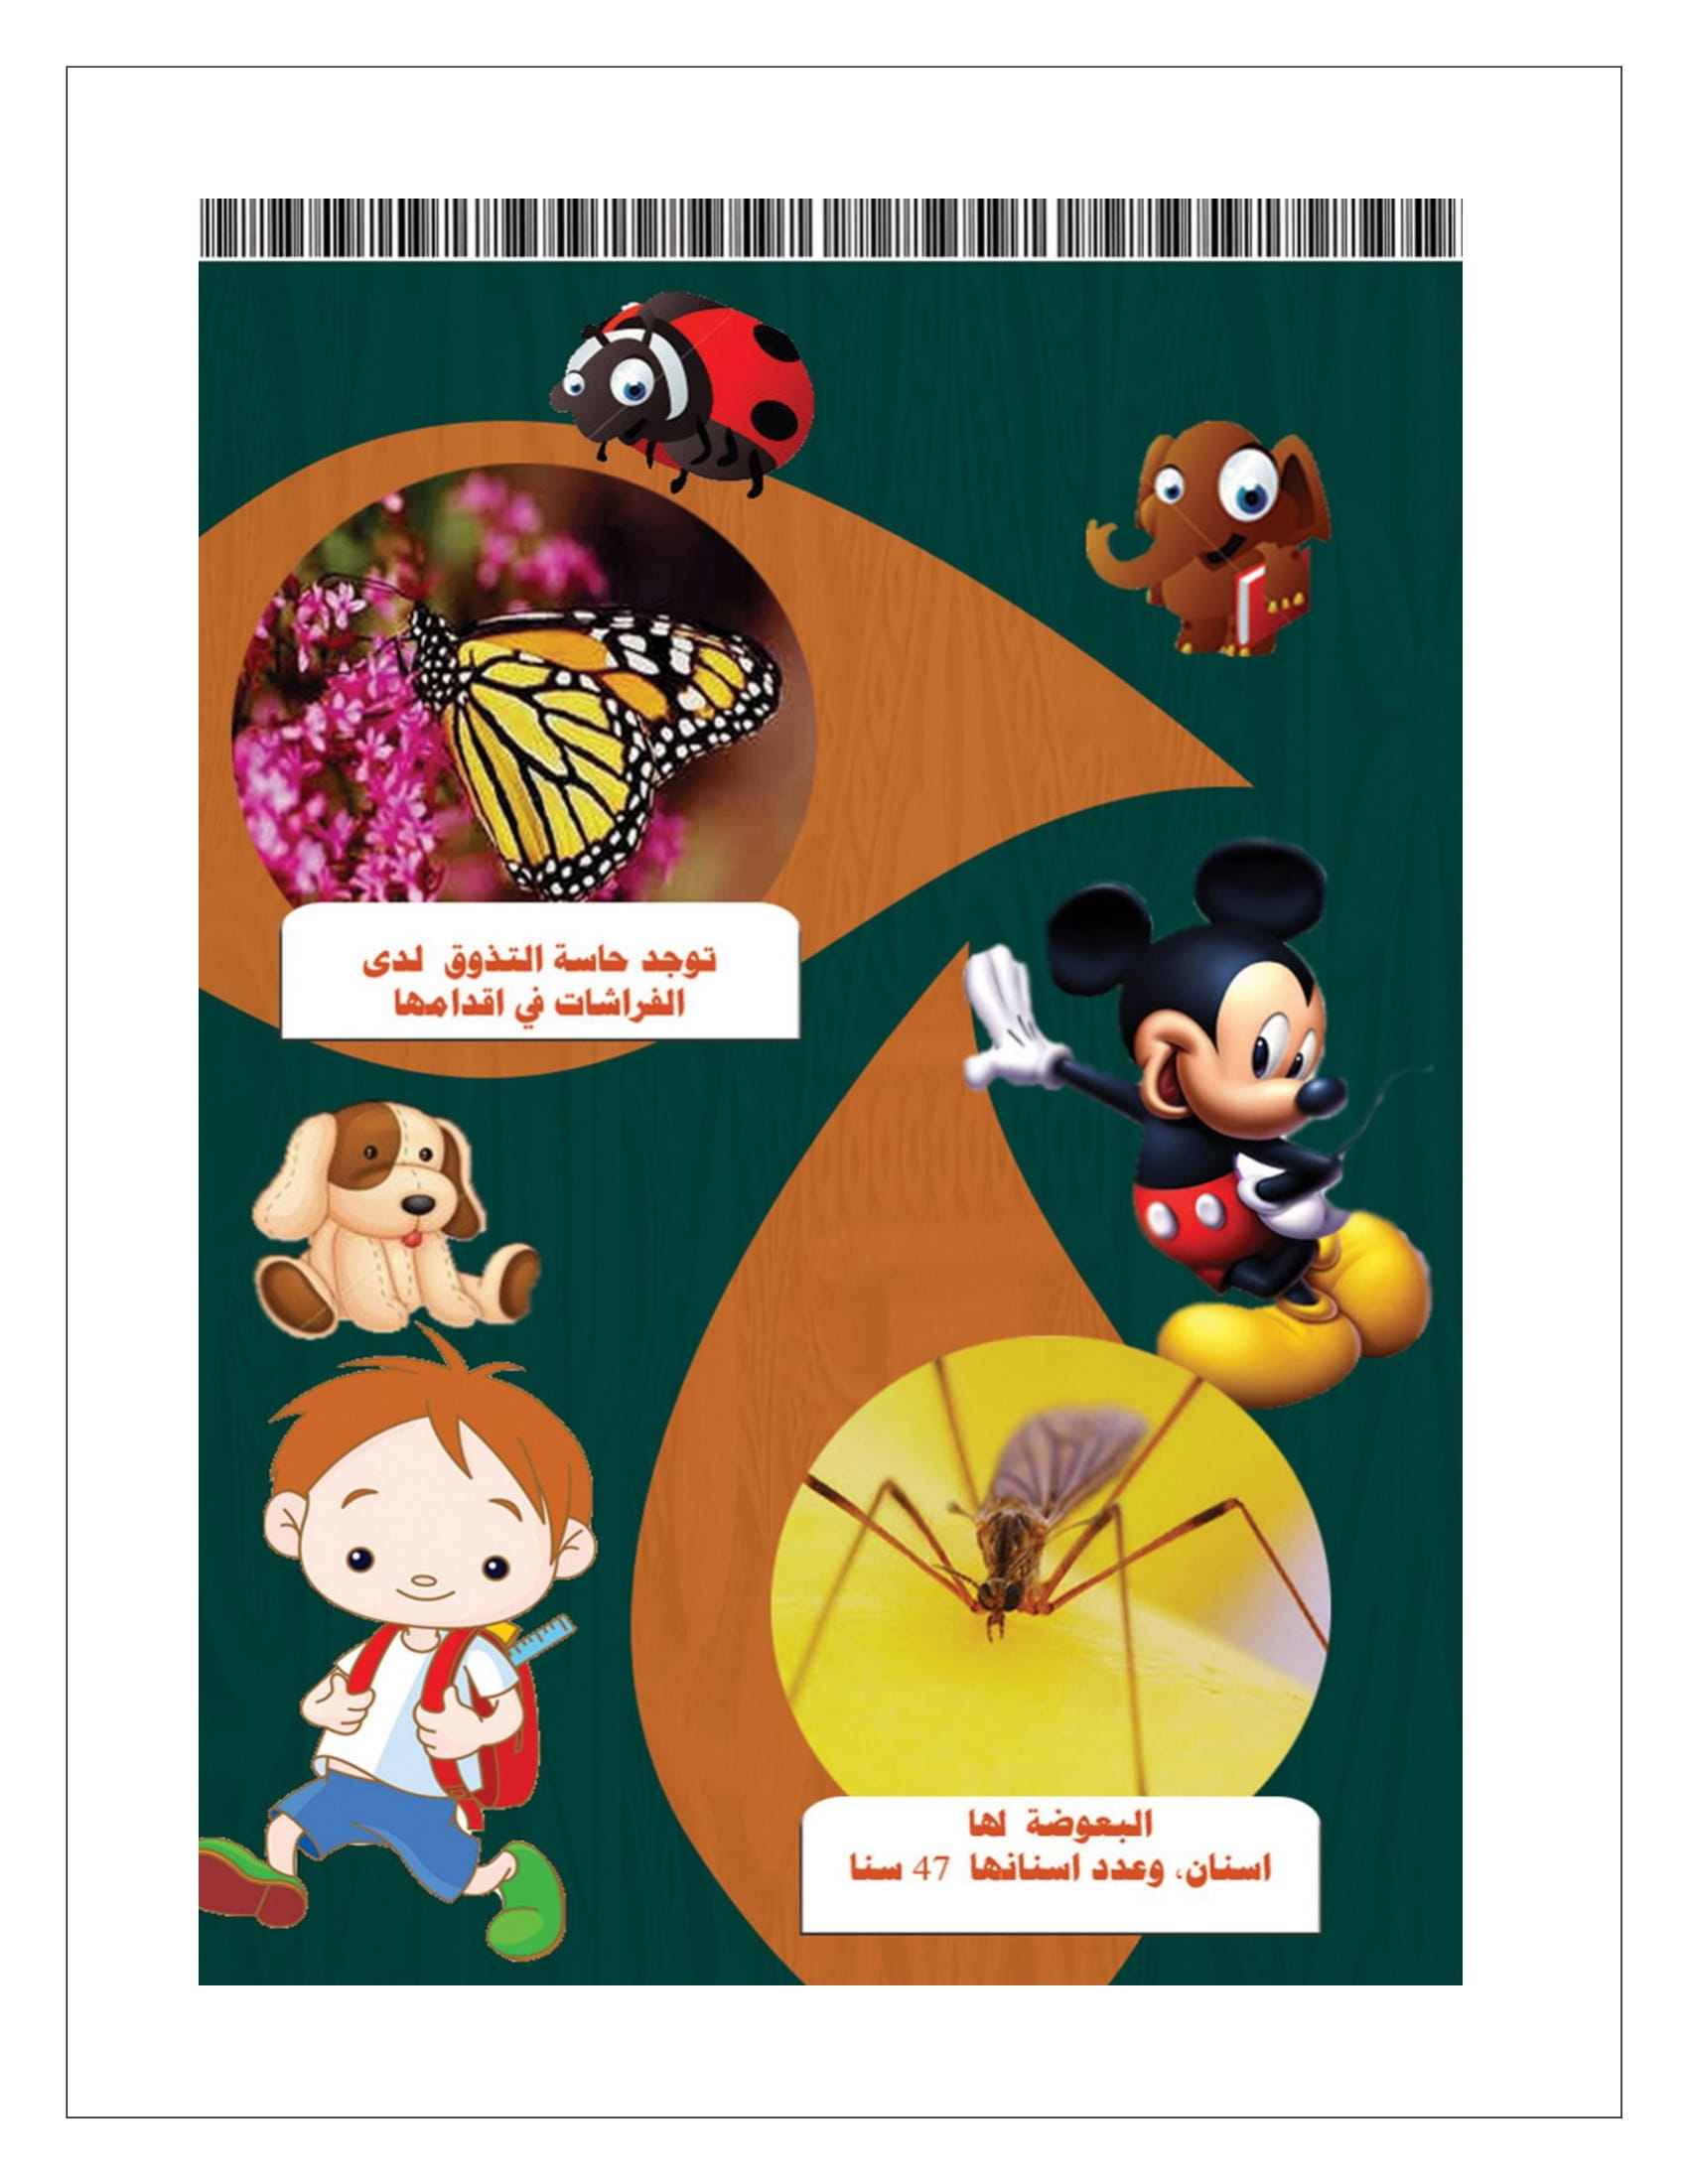 توجد حاسة التذوق لدى
الفراشات في اقدامها
البعوضة لها
اسنان، وعدد اسنانها 47 سنا